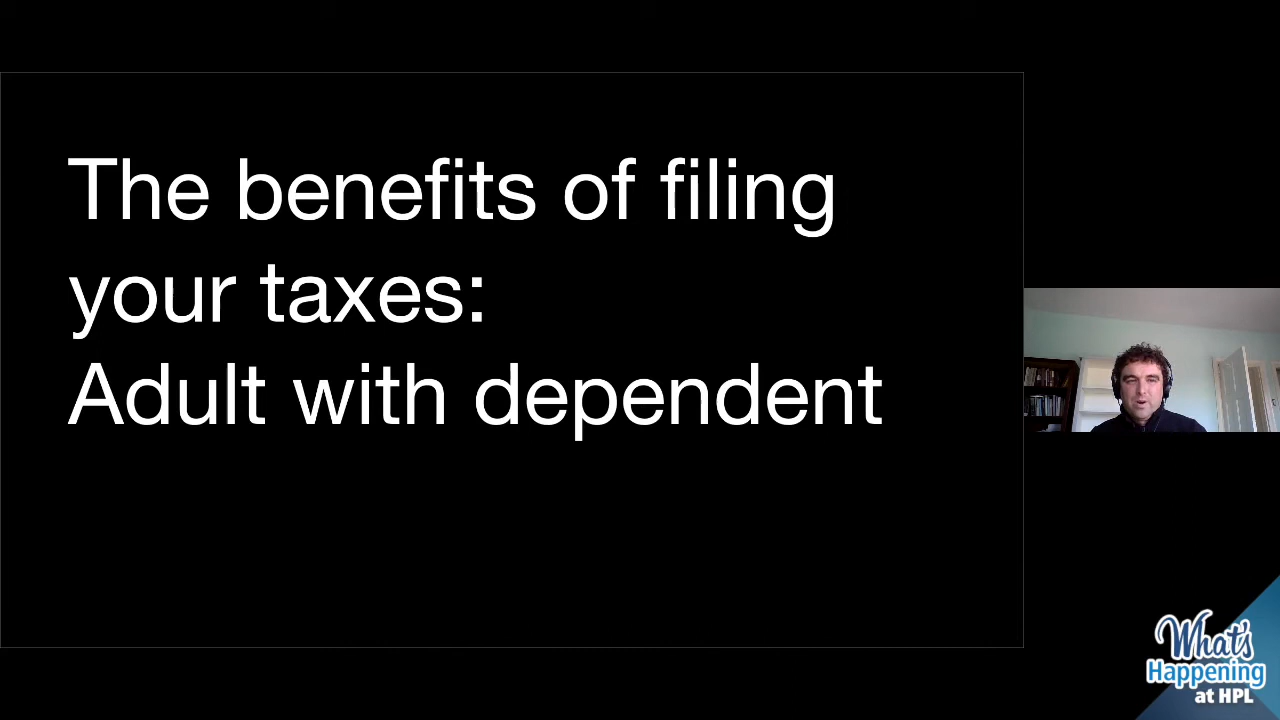 The benefits of filing
your taxes:
Adult with dependent
What's
Happening
at HPL